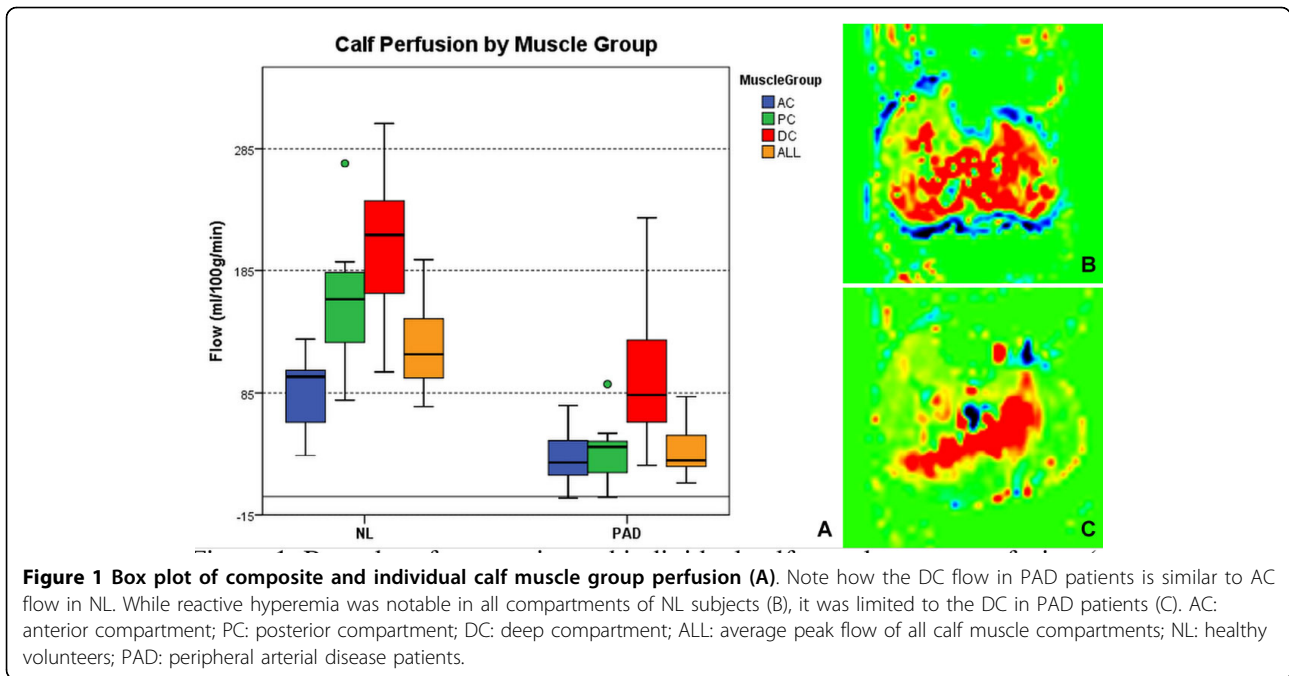 Calf Perfusion by Muscle Group
MuscleGroup
AC
PC
DC
ALL
Flow (ml/100g/min)
285
185
85
-15
NL
PAD
A
B
C
Figure 1 Box plot of composite and individual calf muscle group perfusion (A). Note how the DC flow in PAD patients is similar to AC
flow in NL. While reactive hyperemia was notable in all compartments of NL subjects (B), it was limited to the DC in PAD patients (C). AC:
anterior compartment; PC: posterior compartment; DC: deep compartment; ALL: average peak flow of all calf muscle compartments; NL: healthy
volunteers; PAD: peripheral arterial disease patients.